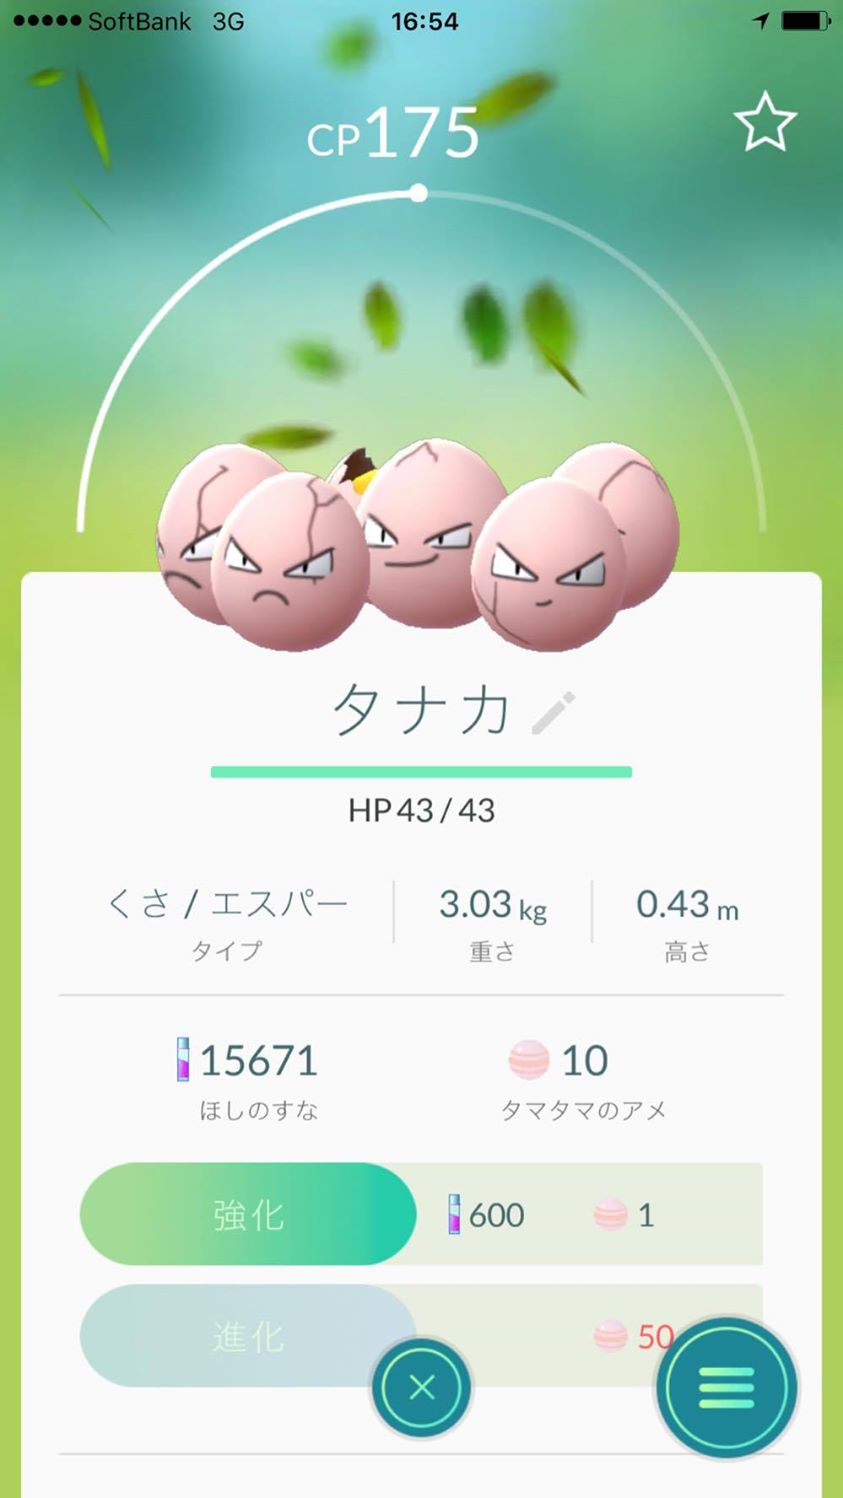 SoftBank 3G 16:54
CP175
タナカ
HP 43 / 43
くさ / エスパー
タイプ
3.03 kg
重さ
0.43 m
高さ
15671
ほしのすな
10
タマタマのアメ
強化 600 1
進化 50